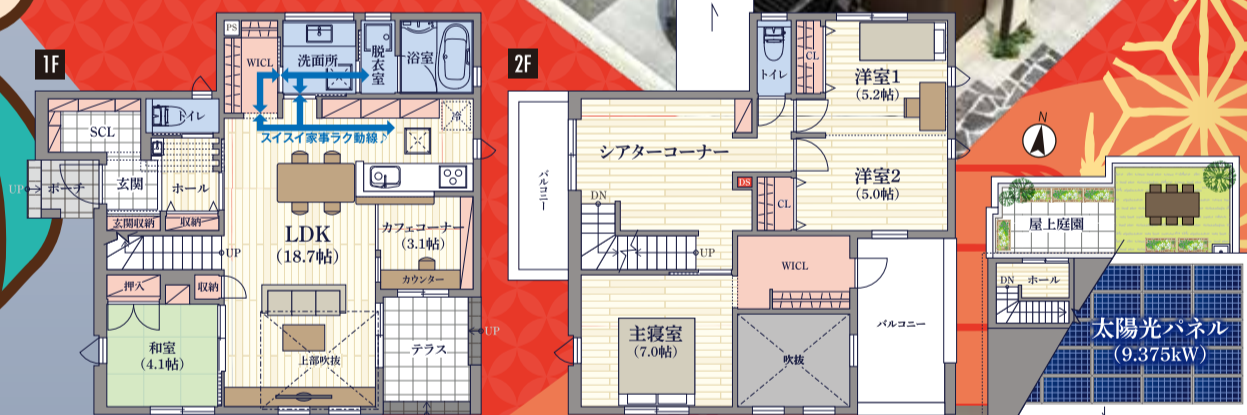 1F
PS
WICL
洗面所
脱衣室
浴室
スイスイ家事ラク動線♪
冷
SCL
トイレ
UP
ポーチ
玄関
ホール
玄関収納
収納
UP
LDK
(18.7帖)
カフェコーナー
(3.1帖)
カウンター
押入
収納
和室
(4.1帖)
上部吹抜
テラス
UP
2F
トイレ
CL
洋室1
(5.2帖)
シアターコーナー
バルコニー
DS
CL
洋室2
(5.0帖)
DN
UP
WICL
主寝室
(7.0帖)
吹抜
バルコニー
N
屋上庭園
DN
ホール
太陽光パネル
(9.375kW)